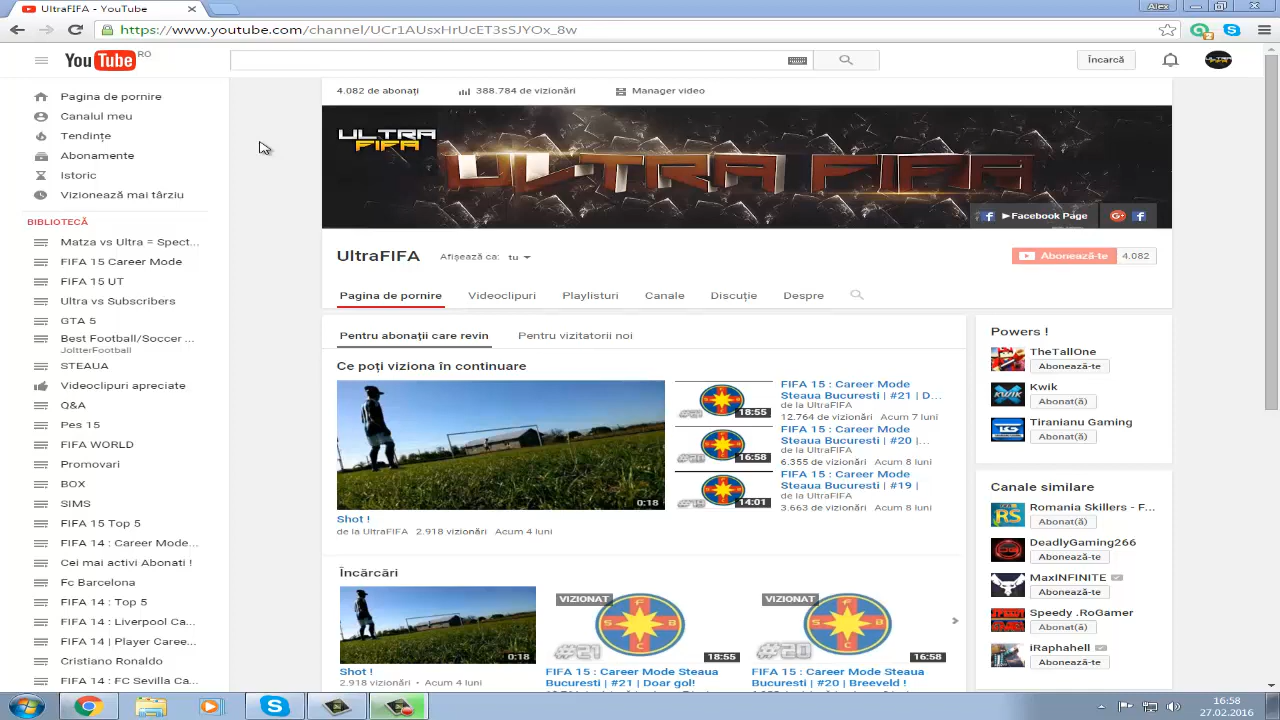 UltraFIFA - YouTube
Alex
https://www.youtube.com/channel/UCr1AUsxHrUcET3sSJYOx_8w
YouTube RO
Încarcă
Pagina de pornire
Canalul meu
Tendințe
Abonamente
Istoric
Vizionează mai târziu
BIBLIOTECĂ
Matza vs Ultra = Spect...
FIFA 15 Career Mode
FIFA 15 UT
Ultra vs Subscribers
GTA 5
Best Football/Soccer ...
JoltterFootball
STEAUA
Videoclipuri apreciate
Q&A
Pes 15
FIFA WORLD
Promovari
BOX
SIMS
FIFA 15 Top 5
FIFA 14 : Career Mode...
Cei mai activi Abonati !
Fc Barcelona
FIFA 14 : Top 5
FIFA 14 : Liverpool Ca...
FIFA 14 | Player Caree...
Cristiano Ronaldo
FIFA 14 : FC Sevilla Ca...
4.082 de abonați
388.784 de vizionări
Manager video
ULTRA
FIFA
ULTRA FIFA
►Facebook Page
UltraFIFA
Afișează ca: tu
Abonează-te 4.082
Pagina de pornire
Videoclipuri
Playlisturi
Canale
Discuție
Despre
Pentru abonații care revin
Pentru vizitatorii noi
Ce poți viziona în continuare
0:18
Shot !
de la UltraFIFA 2.918 vizionări Acum 4 luni
#21
18:55
FIFA 15 : Career Mode
Steaua Bucuresti | #21 | D...
de la UltraFIFA
12.764 de vizionări Acum 7 luni
#20
16:58
FIFA 15 : Career Mode
Steaua Bucuresti | #20 |...
de la UltraFIFA
6.355 de vizionări Acum 8 luni
#19
14:01
FIFA 15 : Career Mode
Steaua Bucuresti | #19 |
de la UltraFIFA
3.663 de vizionări Acum 8 luni
Încărcări
0:18
Shot !
2.918 vizionări • Acum 4 luni
VIZIONAT
#21
18:55
FIFA 15 : Career Mode Steaua
Bucuresti | #21 | Doar gol!
VIZIONAT
#20
16:58
FIFA 15 : Career Mode Steaua
Bucuresti | #20 | Breeveld !
Powers !
TheTallOne
Abonează-te
KWIK
Kwik
Abonat(ă)
Tiranianu Gaming
Abonat(ă)
Canale similare
RS
Romania Skillers - F...
Abonat(ă)
DeadlyGaming266
Abonează-te
MaxINFINITE
Abonează-te
Speedy .RoGamer
Abonat(ă)
iRaphahell
Abonează-te
16:58
27.02.2016